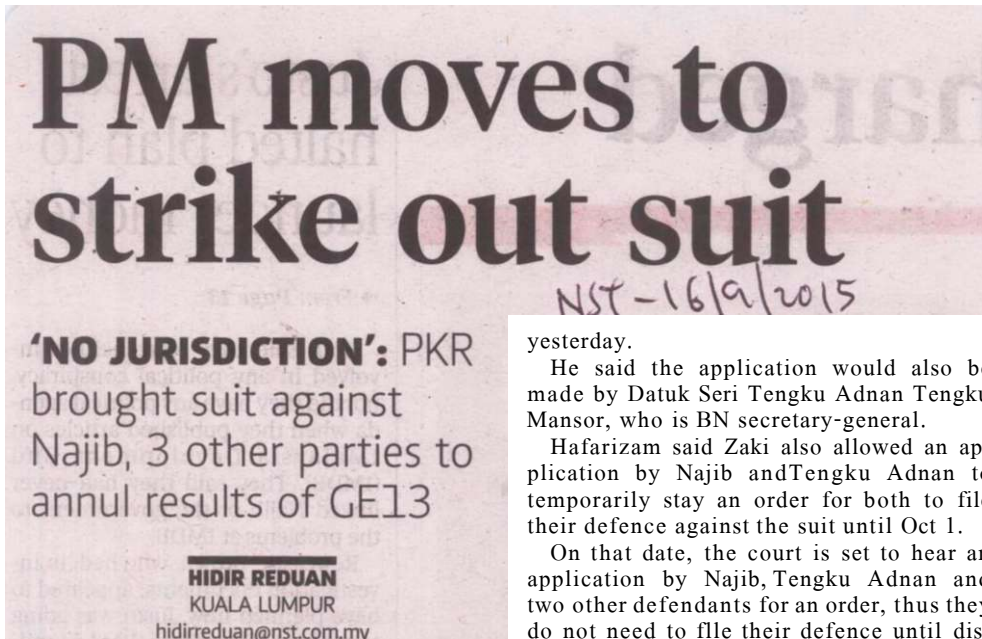 PM moves to
strike out suit
NST - 16/9/2015
'NO JURISDICTION': PKR
brought suit against
Najib, 3 other parties to
annul results of GE13
HIDIR REDUAN
KUALA LUMPUR
hidirreduan@nst.com.my
yesterday.
He said the application would also be
made by Datuk Seri Tengku Adnan Tengku
Mansor, who is BN secretary-general.
Hafarizam said Zaki also allowed an ap
plication by Najib andTengku Adnan to
temporarily stay an order for both to file
their defence against the suit until Oct 1.
On that date, the court is set to hear an
application by Najib, Tengku Adnan and
two other defendants for an order, thus they
do not need to flle their defence until dis